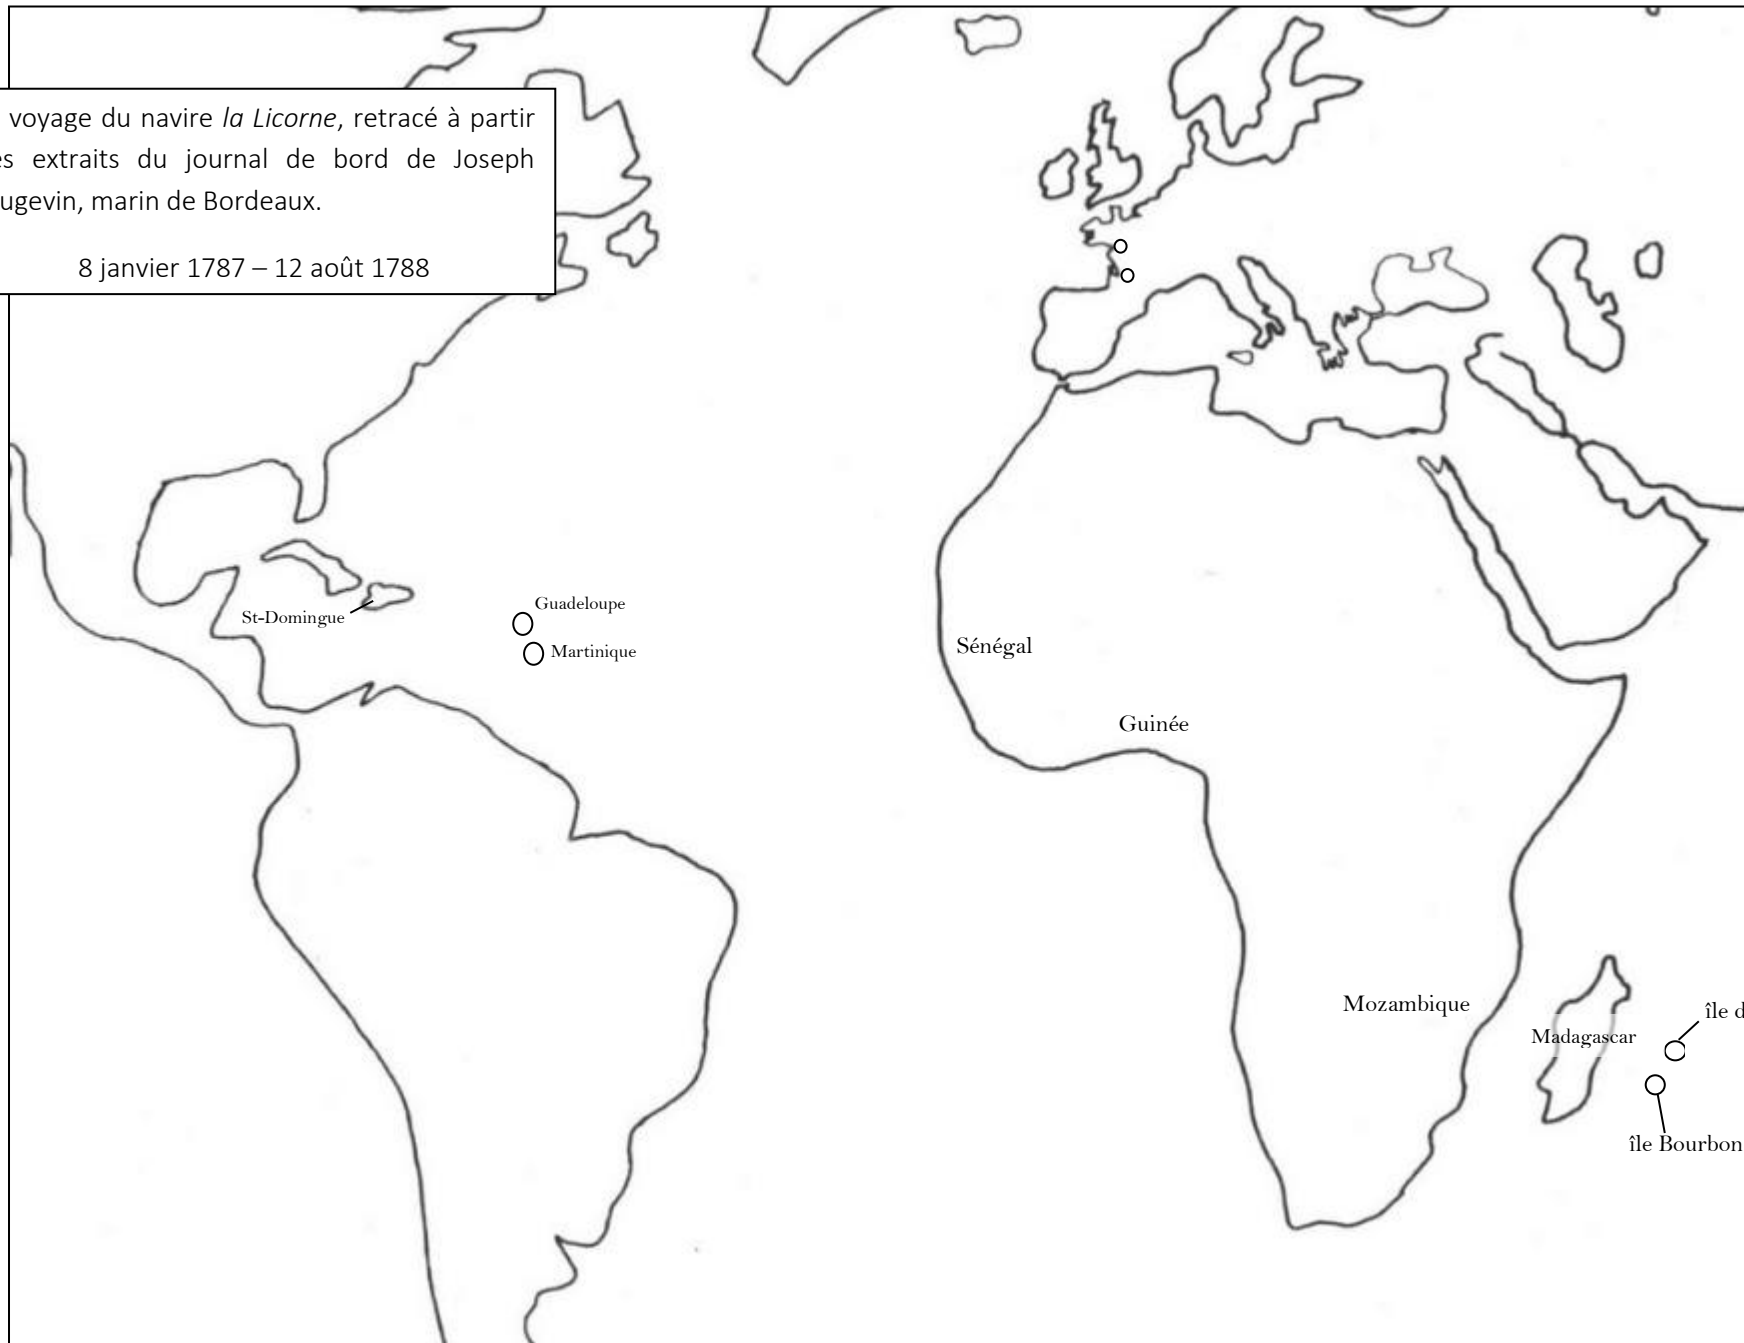 voyage du navire la Licorne, retracé à partir
es extraits du journal de bord de Joseph
ugevin, marin de Bordeaux.
8 janvier 1787 – 12 août 1788
St-Domingue
Guadeloupe
Martinique
Sénégal
Guinée
Mozambique
Madagascar
île d
île Bourbon